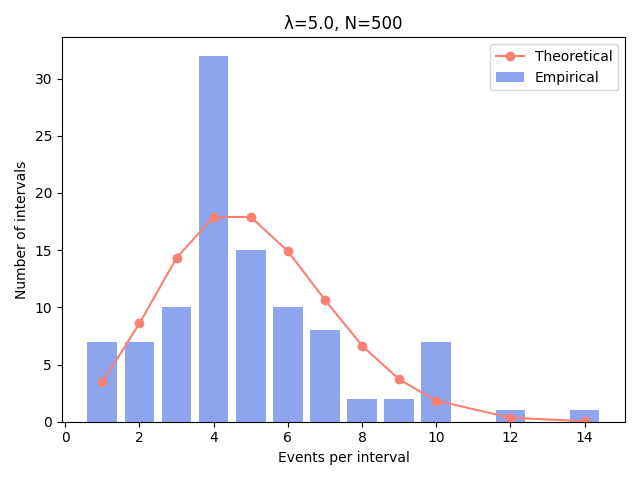 λ=5.0, N=500
Theoretical
Empirical
Number of intervals
30
25
20
15
10
5
0
0 2 4 6 8 10 12 14
Events per interval